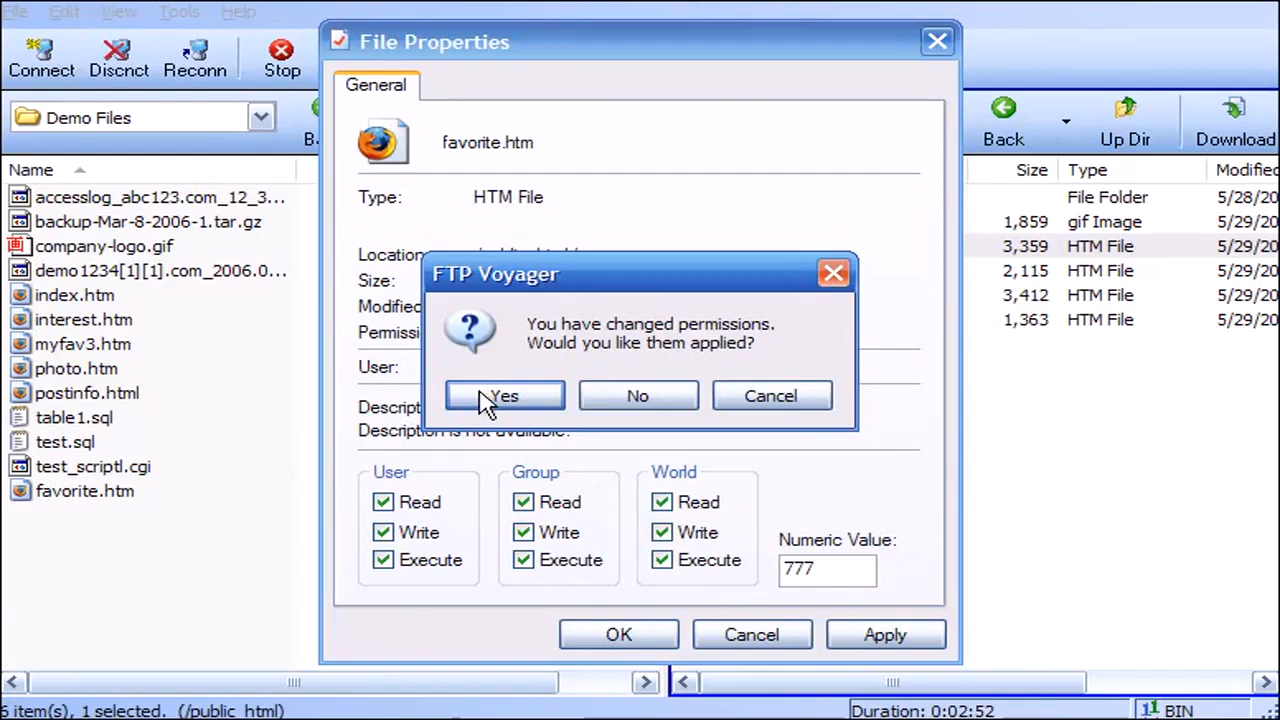 File Edit View Tools Help
File Properties
Connect Discnct Reconn Stop
General
Demo Files
favorite.htm
Back Up Dir Download
Name
Size Type Modified
accesslog_abc123.com_12_3...
backup-Mar-8-2006-1.tar.gz
company-logo.gif
demo1234[1][1].com_2006.0...
index.htm
interest.htm
myfav3.htm
photo.htm
postinfo.html
table1.sql
test.sql
test_scriptl.cgi
favorite.htm
Type: HTM File
Location
Size:
Modified
Permissi
User:
Descript
Description is not available.
FTP Voyager
You have changed permissions.
Would you like them applied?
Yes No Cancel
User Group World
Read Read Read
Write Write Write
Execute Execute Execute
Numeric Value:
777
OK Cancel Apply
File Folder 5/28/20
1,859 gif Image 5/29/20
3,359 HTM File 5/29/20
2,115 HTM File 5/29/20
3,412 HTM File 5/29/20
1,363 HTM File 5/29/20
6 item(s), 1 selected. (/public_html)
Duration: 0:02:52
BIN